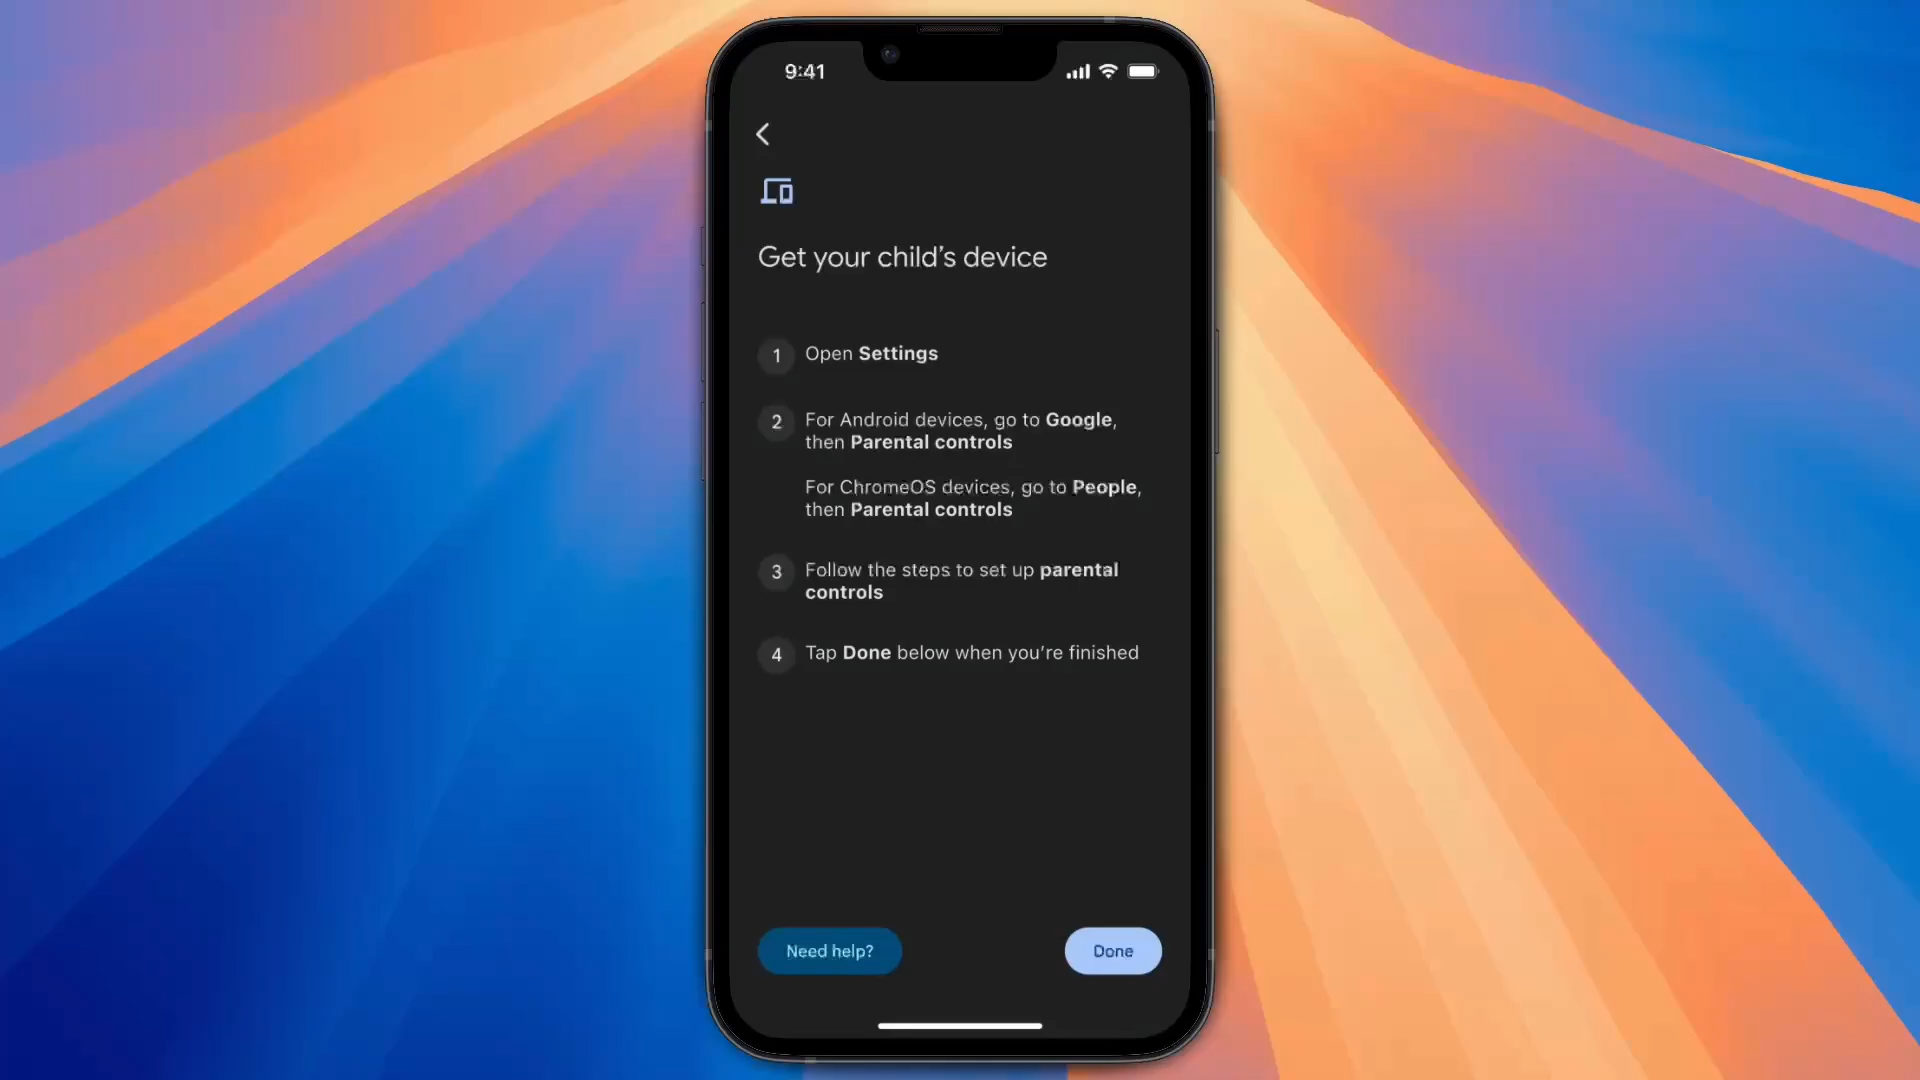 9:41
Get your child's device
1 Open Settings
2 For Android devices, go to Google,
then Parental controls
For ChromeOS devices, go to People,
then Parental controls
3 Follow the steps to set up parental
controls
4 Tap Done below when you're finished
Need help? Done